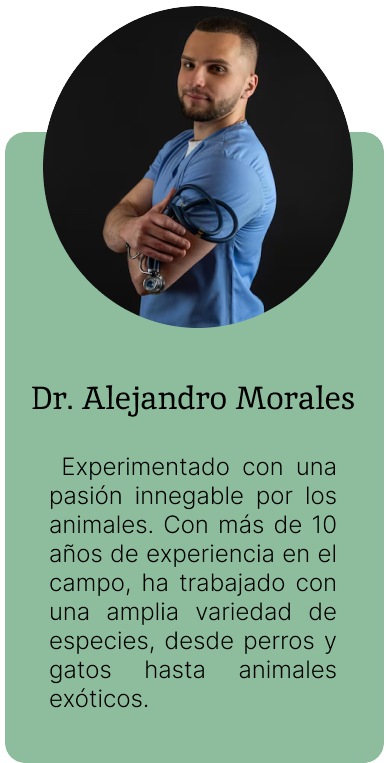 Dr. Alejandro Morales
Experimentado con una
pasión innegable por los
animales. Con más de 10
años de experiencia en el
campo, ha trabajado con
una amplia variedad de
especies, desde perros y
gatos hasta animales
exóticos.